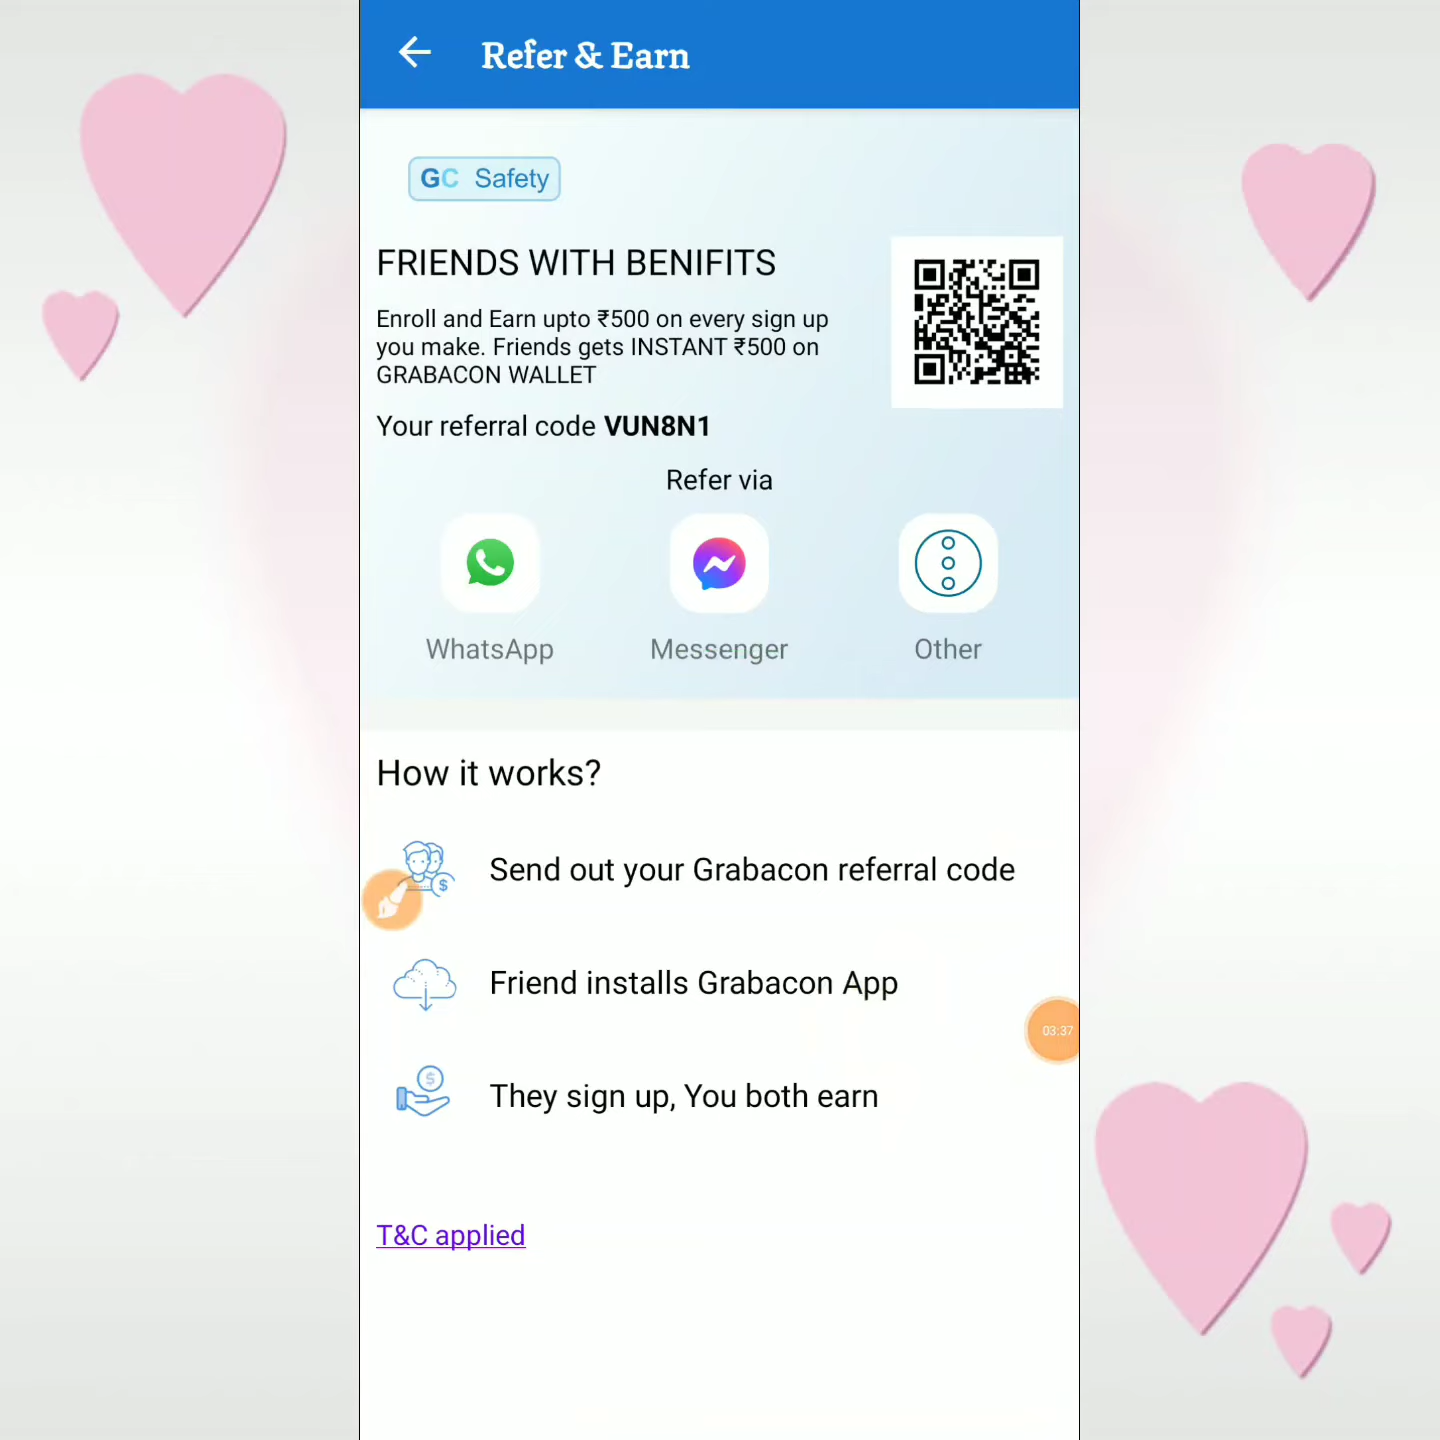 Refer & Earn
GC Safety
FRIENDS WITH BENIFITS
Enroll and Earn upto ₹500 on every sign up
you make. Friends gets INSTANT ₹500 on
GRABACON WALLET
Your referral code VUN8N1
Refer via
WhatsApp Messenger Other
How it works?
Send out your Grabacon referral code
Friend installs Grabacon App
03:37
They sign up, You both earn
T&C applied